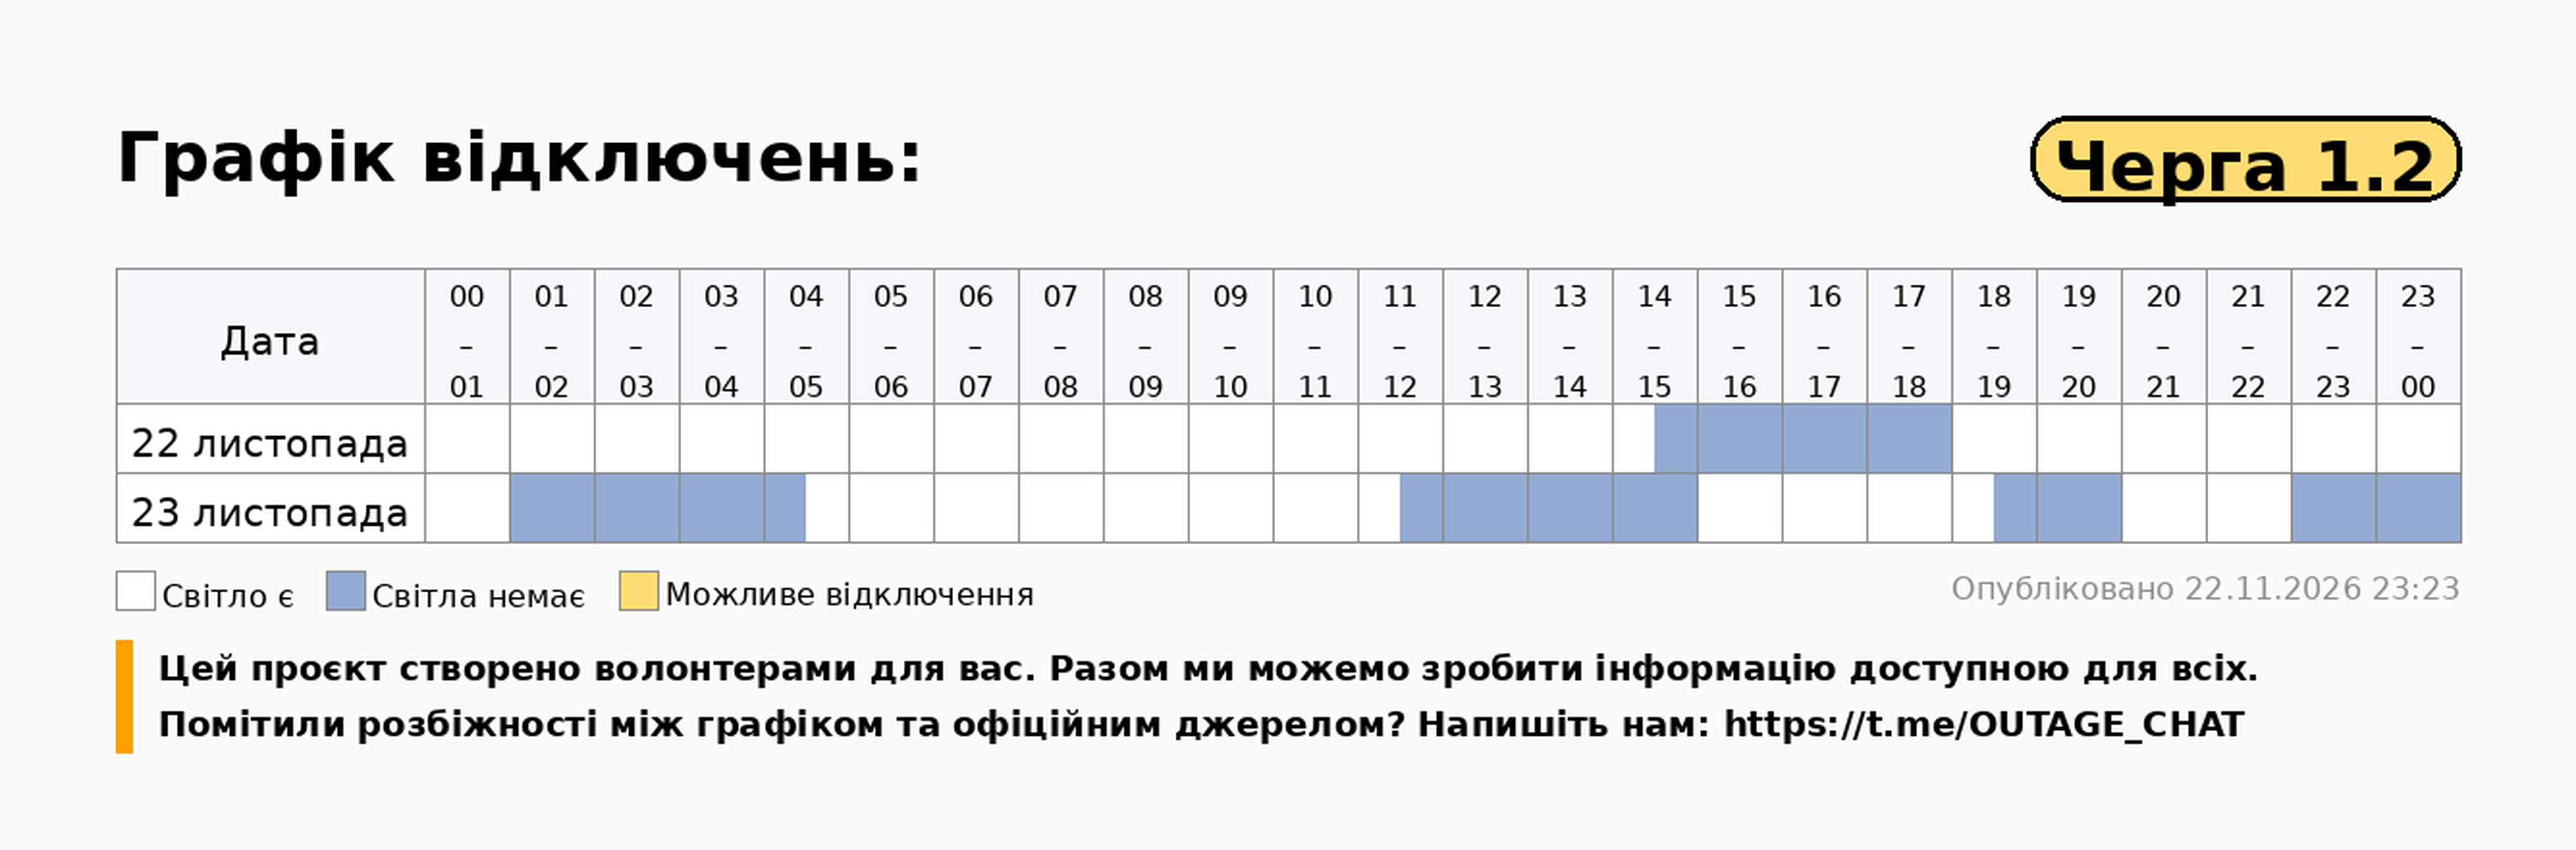 Графік відключень:
Черга 1.2
Дата
00 – 01
01 – 02
02 – 03
03 – 04
04 – 05
05 – 06
06 – 07
07 – 08
08 – 09
09 – 10
10 – 11
11 – 12
12 – 13
13 – 14
14 – 15
15 – 16
16 – 17
17 – 18
18 – 19
19 – 20
20 – 21
21 – 22
22 – 23
23 – 00
22 листопада
23 листопада
Світло є
Світла немає
Можливе відключення
Опубліковано 22.11.2026 23:23
Цей проєкт створено волонтерами для вас. Разом ми можемо зробити інформацію доступною для всіх.
Помітили розбіжності між графіком та офіційним джерелом? Напишіть нам: https://t.me/OUTAGE_CHAT